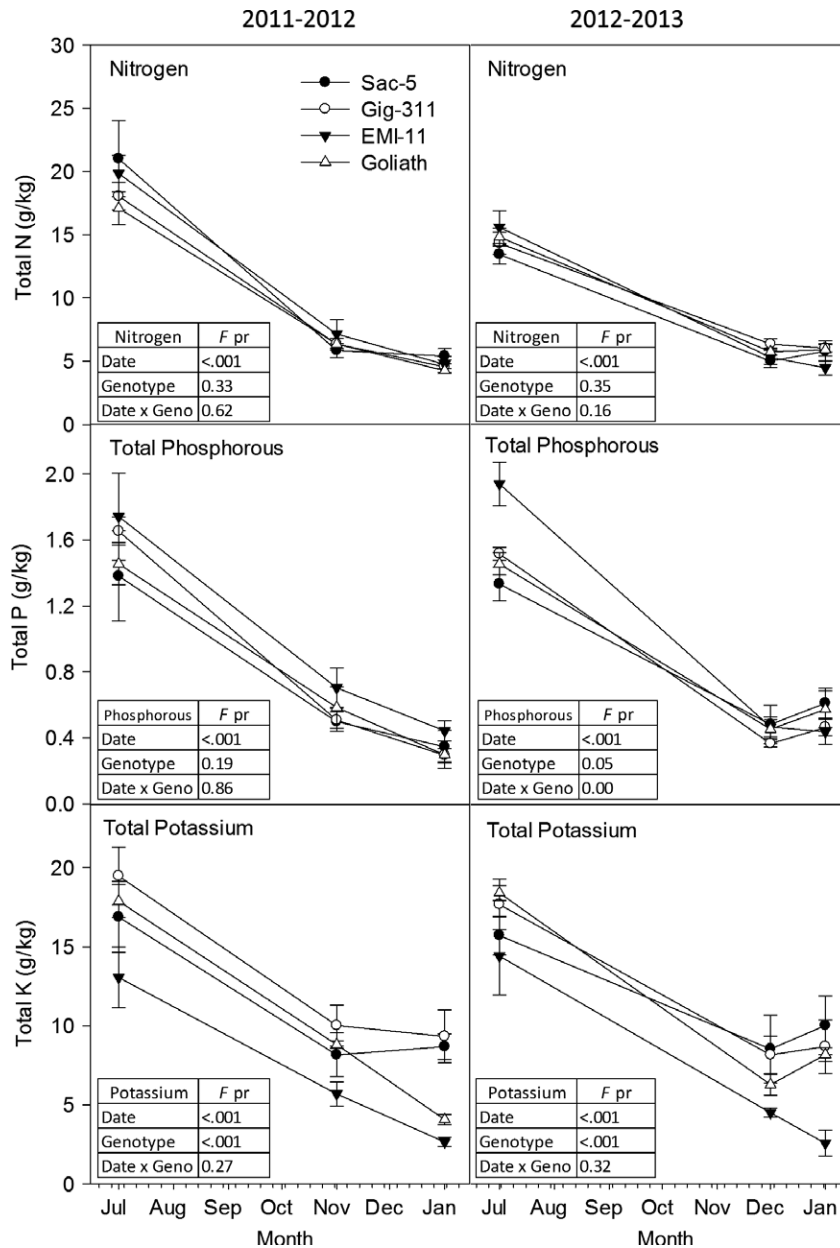 2011-2012 2012-2013
Nitrogen
Sac-5
Gig-311
EMI-11
Goliath
Total N (g/kg)
30
25
20
15
10
5
0
Nitrogen F pr
Date <.001
Genotype 0.33
Date x Geno 0.62
Nitrogen
Nitrogen F pr
Date <.001
Genotype 0.35
Date x Geno 0.16
Total Phosphorous
Total P (g/kg)
2.0
1.6
1.2
0.8
0.4
0.0
Phosphorous F pr
Date <.001
Genotype 0.19
Date x Geno 0.86
Total Phosphorous
Phosphorous F pr
Date <.001
Genotype 0.05
Date x Geno 0.00
Total Potassium
Total K (g/kg)
20
15
10
5
0
Potassium F pr
Date <.001
Genotype <.001
Date x Geno 0.27
Total Potassium
Potassium F pr
Date <.001
Genotype <.001
Date x Geno 0.32
Jul Aug Sep Oct Nov Dec Jan
Month
Jul Aug Sep Oct Nov Dec Jan
Month